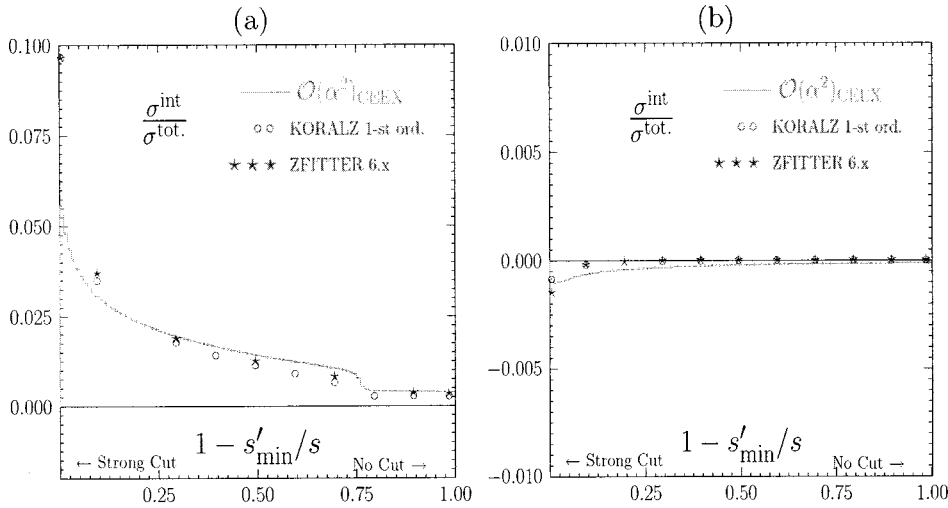 (a)
0.100
0.075
0.050
0.025
0.000
σ^int / σ^tot.
O(α²)CEEX
○○ KORALZ 1-st ord.
★★★ ZFITTER 6.x
1 − s′min/s
← Strong Cut
No Cut →
0.25 0.50 0.75 1.00
(b)
0.010
0.005
0.000
−0.005
−0.010
σ^int / σ^tot.
O(α²)CEEX
○○ KORALZ 1-st ord.
★★★ ZFITTER 6.x
1 − s′min/s
← Strong Cut
No Cut →
0.25 0.50 0.75 1.00